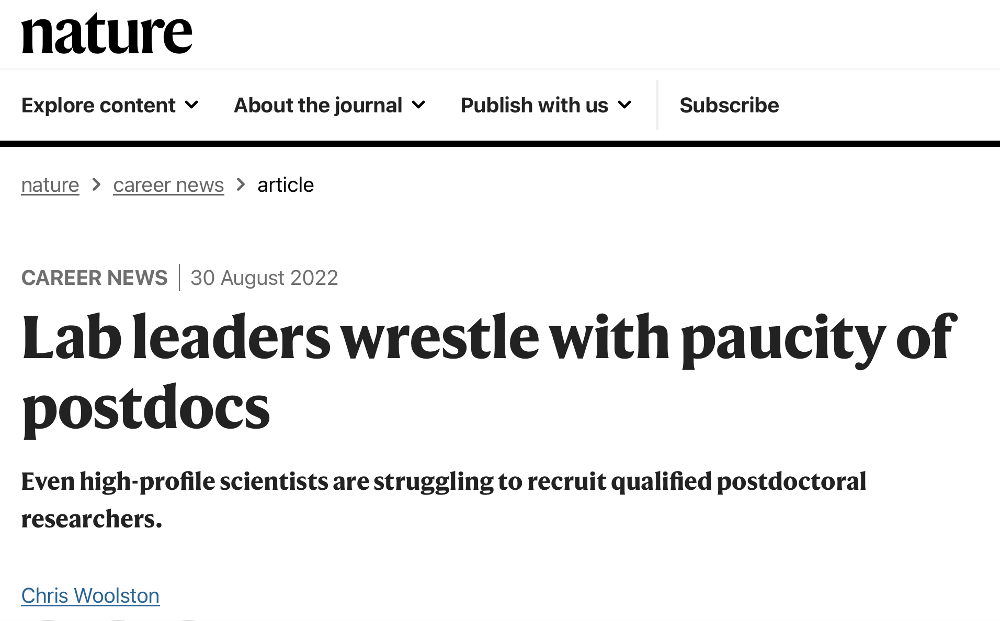 nature
Explore content About the journal Publish with us Subscribe
nature > career news > article
CAREER NEWS | 30 August 2022
Lab leaders wrestle with paucity of
postdocs
Even high-profile scientists are struggling to recruit qualified postdoctoral
researchers.
Chris Woolston